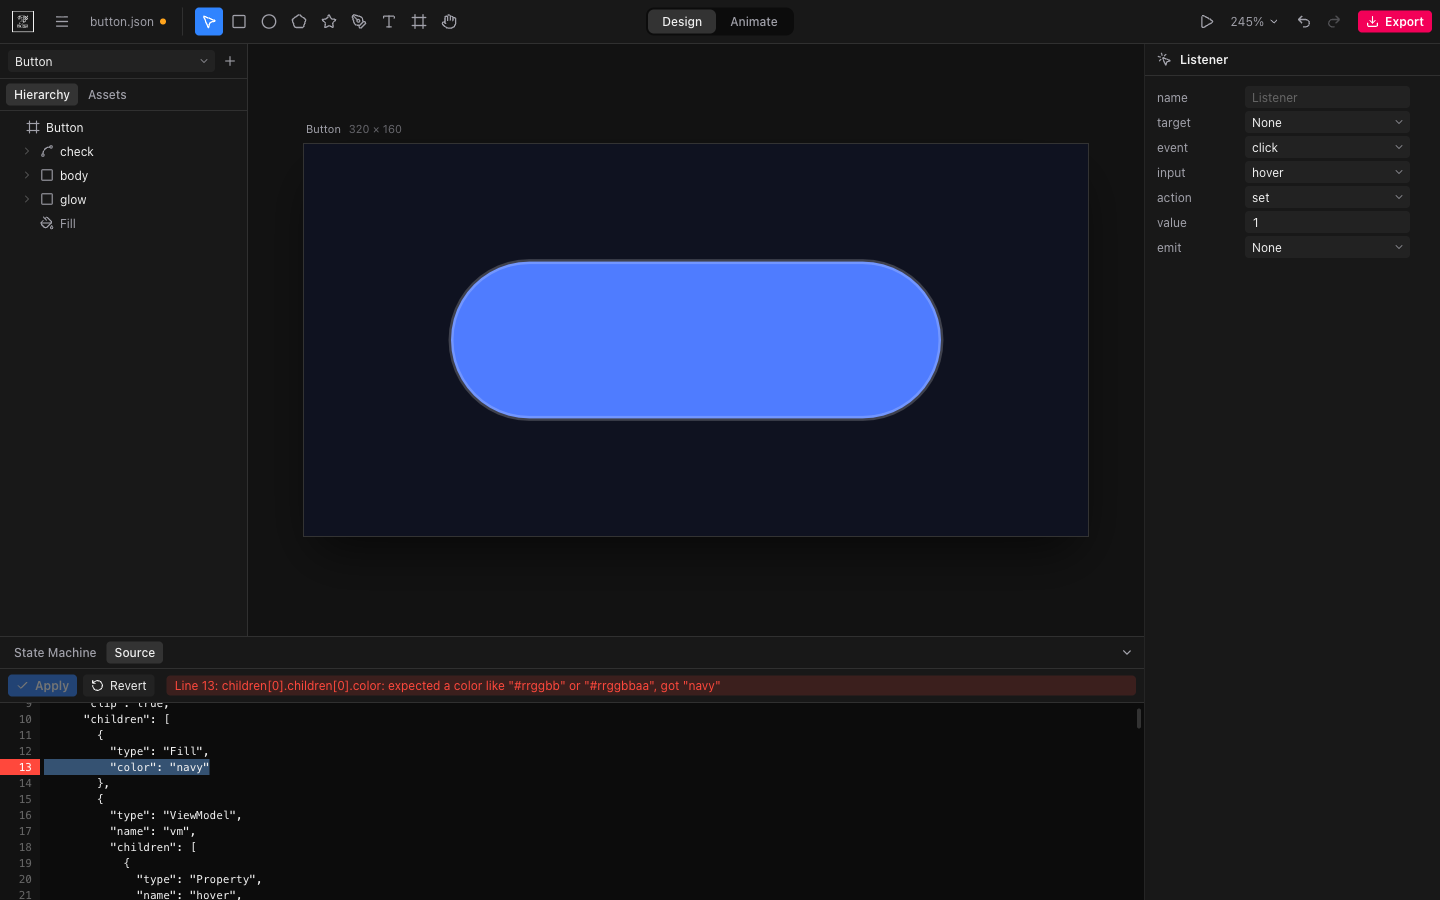 button.json
Design
Animate
245%
Export
Button
Hierarchy
Assets
Button
check
body
glow
Fill
Button 320 × 160
Listener
name
Listener
target
None
event
click
input
hover
action
set
value
1
emit
None
State Machine
Source
Apply
Revert
Line 13: children[0].children[0].color: expected a color like "#rrggbb" or "#rrggbbaa", got "navy"
9 "clip": true,
10 "children": [
11 {
12 "type": "Fill",
13 "color": "navy"
14 },
15 {
16 "type": "ViewModel",
17 "name": "vm",
18 "children": [
19 {
20 "type": "Property",
21 "name": "hover",